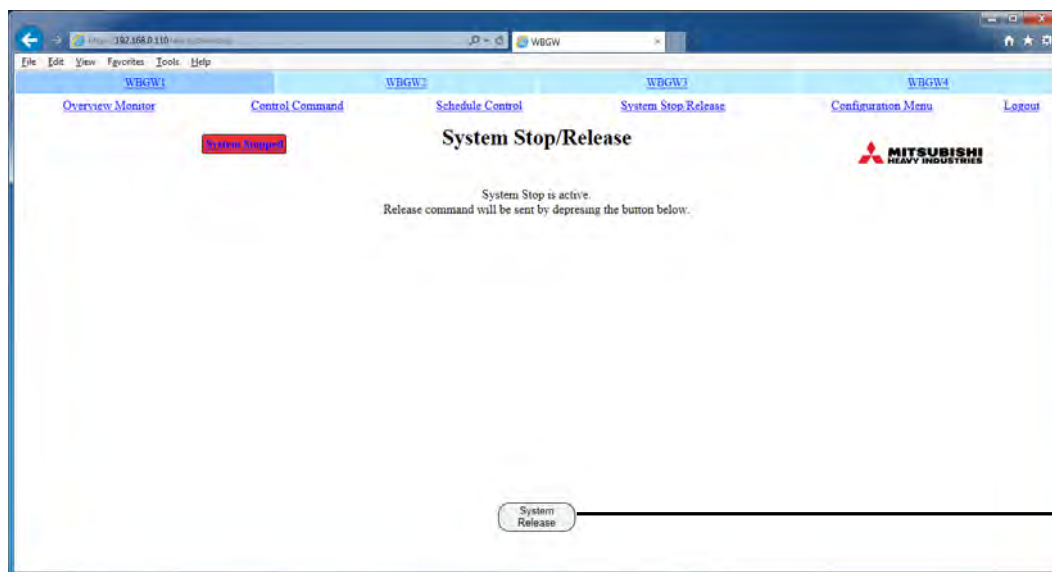 192.168.0.110
WBGW
File Edit View Favorites Tools Help
WBGW1 WBGW2 WBGW3 WBGW4
Overview Monitor Control Command Schedule Control System Stop/Release Configuration Menu Logout
System Stopped System Stop/Release MITSUBISHI
HEAVY INDUSTRIES
System Stop is active.
Release command will be sent by depresing the button below.
System
Release